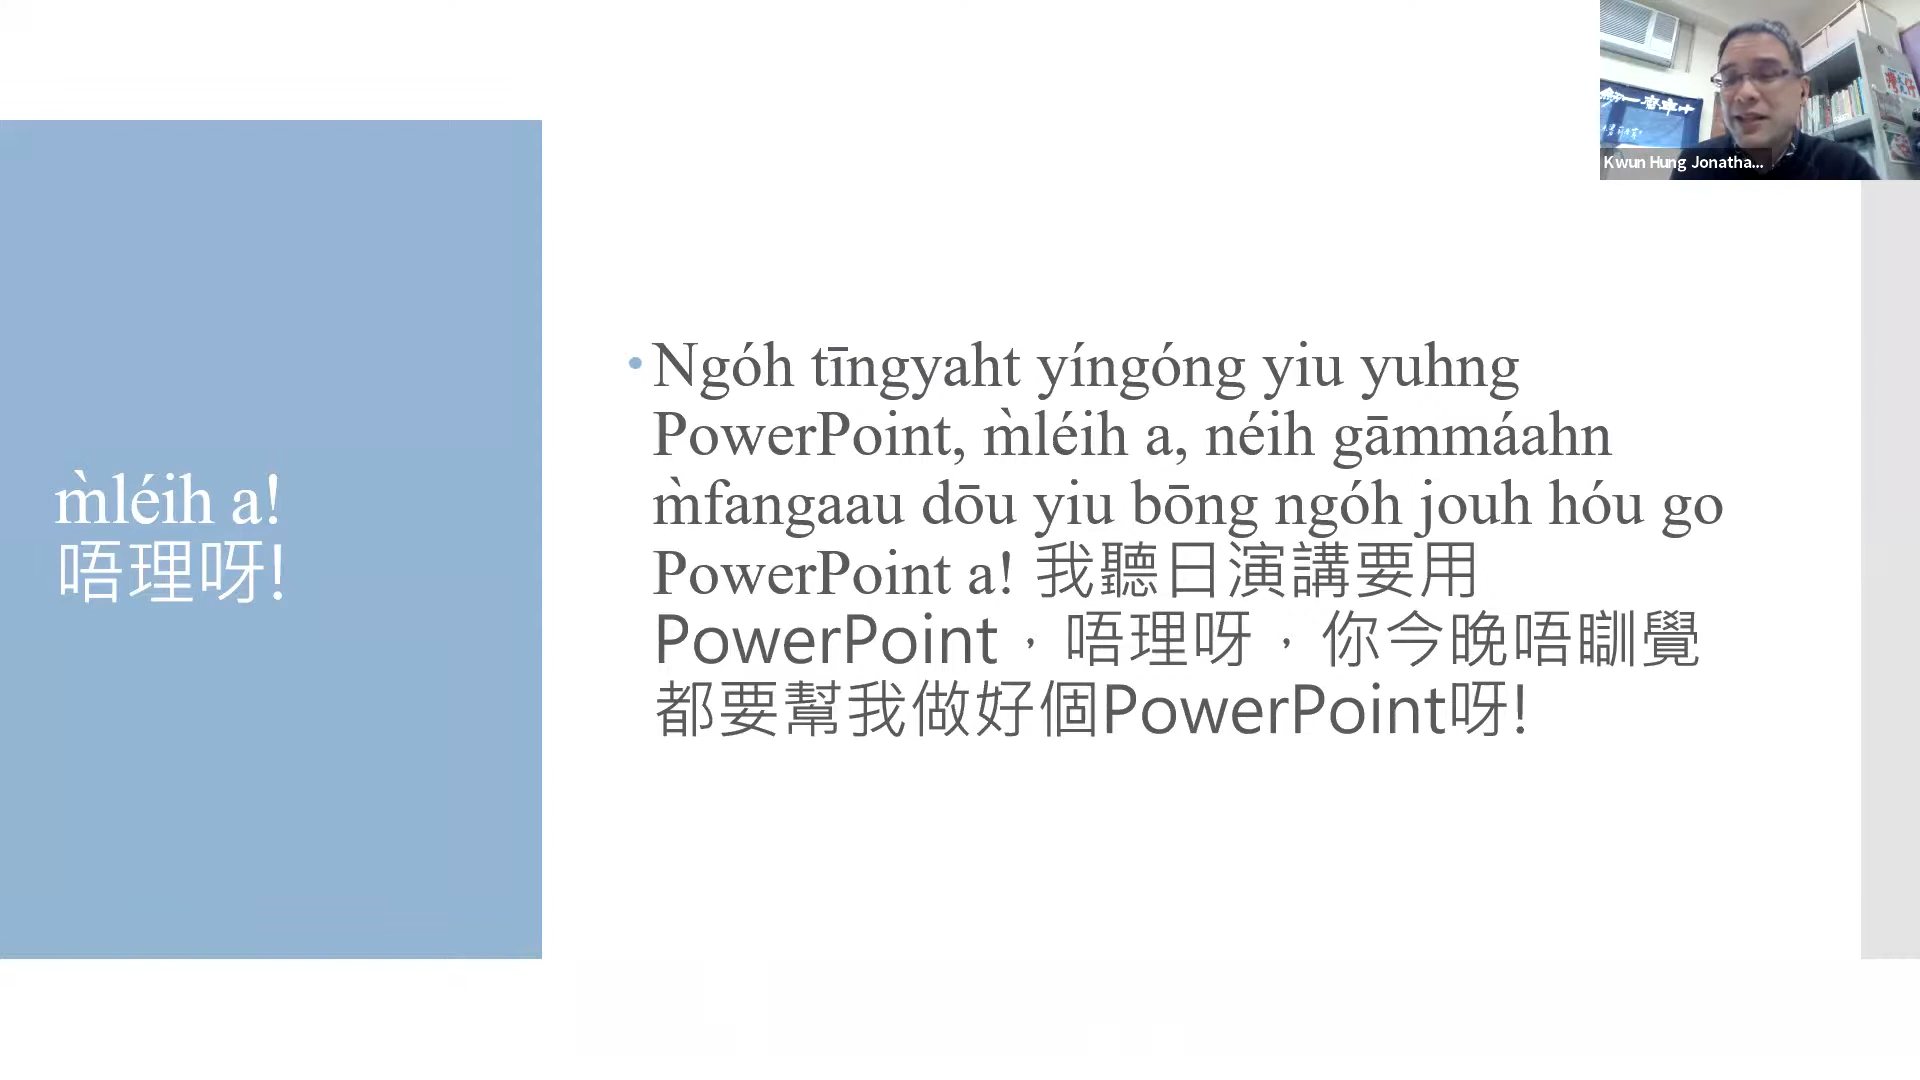 m̀léih a!
唔理呀!
Ngóh tīngyaht yíngóng yiu yuhng
PowerPoint, m̀léih a, néih gāmmáahn
m̀fangaau dōu yiu bōng ngóh jouh hóu go
PowerPoint a! 我聽日演講要用
PowerPoint，唔理呀，你今晚唔瞓覺
都要幫我做好個PowerPoint呀!
Kwun Hung Jonatha...